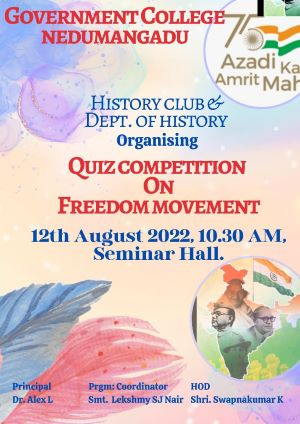 Government College
nedumangadu
75
Azadi Ka
Amrit Mah
History club &
Dept. of history
Organising
Quiz competition
On
Freedom movement
12th August 2022, 10.30 AM,
Seminar Hall.
Principal Prgm: Coordinator HOD
Dr. Alex L Smt. Lekshmy SJ Nair Shri. Swapnakumar K